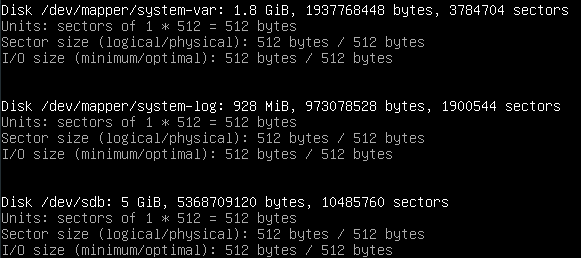 Disk /dev/mapper/system-var: 1.8 GiB, 1937768448 bytes, 3784704 sectors
Units: sectors of 1 * 512 = 512 bytes
Sector size (logical/physical): 512 bytes / 512 bytes
I/O size (minimum/optimal): 512 bytes / 512 bytes
Disk /dev/mapper/system-log: 928 MiB, 973078528 bytes, 1900544 sectors
Units: sectors of 1 * 512 = 512 bytes
Sector size (logical/physical): 512 bytes / 512 bytes
I/O size (minimum/optimal): 512 bytes / 512 bytes
Disk /dev/sdb: 5 GiB, 5368709120 bytes, 10485760 sectors
Units: sectors of 1 * 512 = 512 bytes
Sector size (logical/physical): 512 bytes / 512 bytes
I/O size (minimum/optimal): 512 bytes / 512 bytes